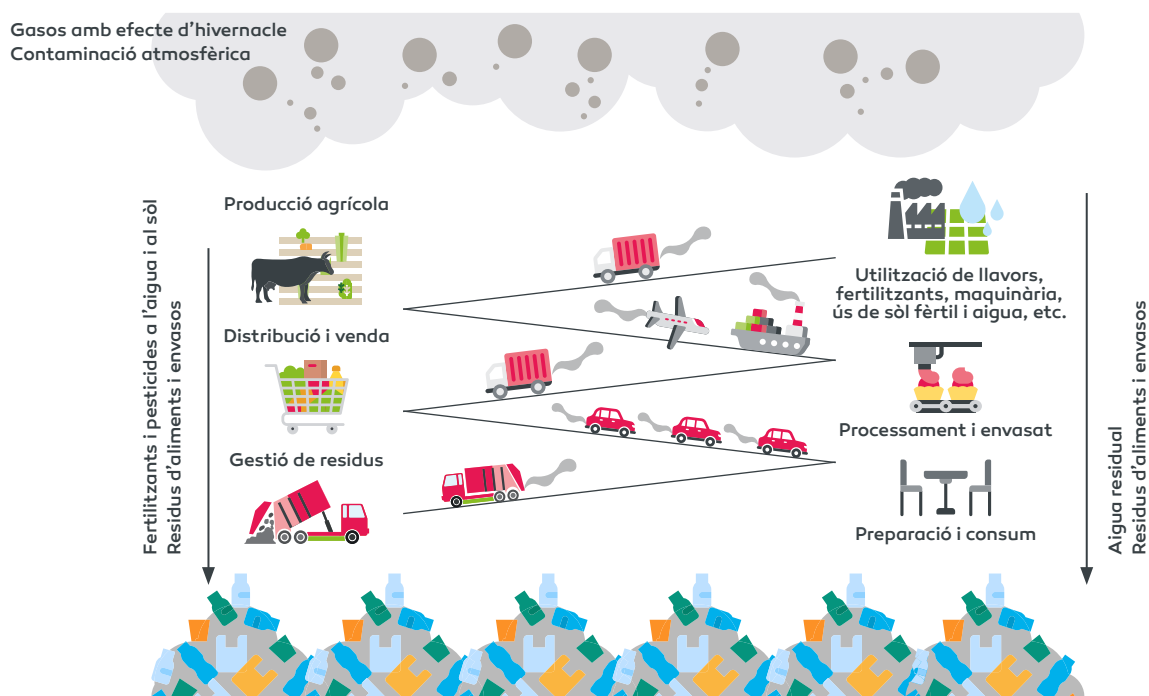 Gasos amb efecte d’hivernacle
Contaminació atmosfèrica
Fertilitzants i pesticides a l’aigua i al sòl
Residus d’aliments i envasos
Producció agrícola
Utilització de llavors,
fertilitzants, maquinària,
ús de sòl fèrtil i aigua, etc.
Distribució i venda
Processament i envasat
Gestió de residus
Preparació i consum
Aigua residual
Residus d’aliments i envasos